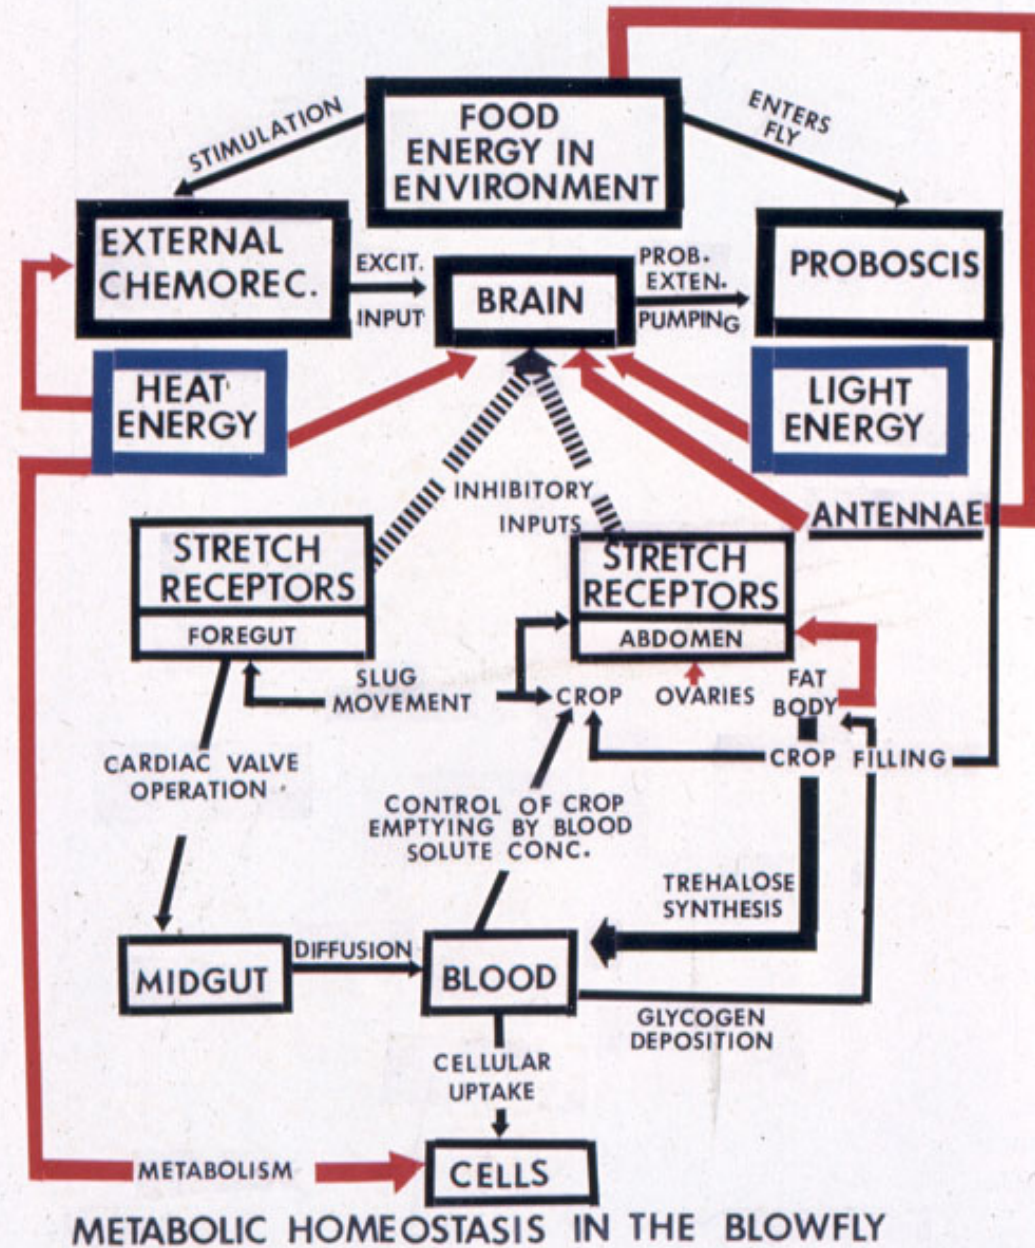 FOOD
ENERGY IN
ENVIRONMENT
STIMULATION
ENTERS
FLY
EXTERNAL
CHEMOREC.
EXCIT.
INPUT
BRAIN
PROB.
EXTEN.
PUMPING
PROBOSCIS
HEAT
ENERGY
LIGHT
ENERGY
INHIBITORY
INPUTS
ANTENNAE
STRETCH
RECEPTORS
FOREGUT
STRETCH
RECEPTORS
ABDOMEN
SLUG
MOVEMENT
CROP
OVARIES
FAT
BODY
CROP FILLING
CARDIAC VALVE
OPERATION
CONTROL OF CROP
EMPTYING BY BLOOD
SOLUTE CONC.
TREHALOSE
SYNTHESIS
MIDGUT
DIFFUSION
BLOOD
GLYCOGEN
DEPOSITION
CELLULAR
UPTAKE
METABOLISM
CELLS
METABOLIC HOMEOSTASIS IN THE BLOWFLY